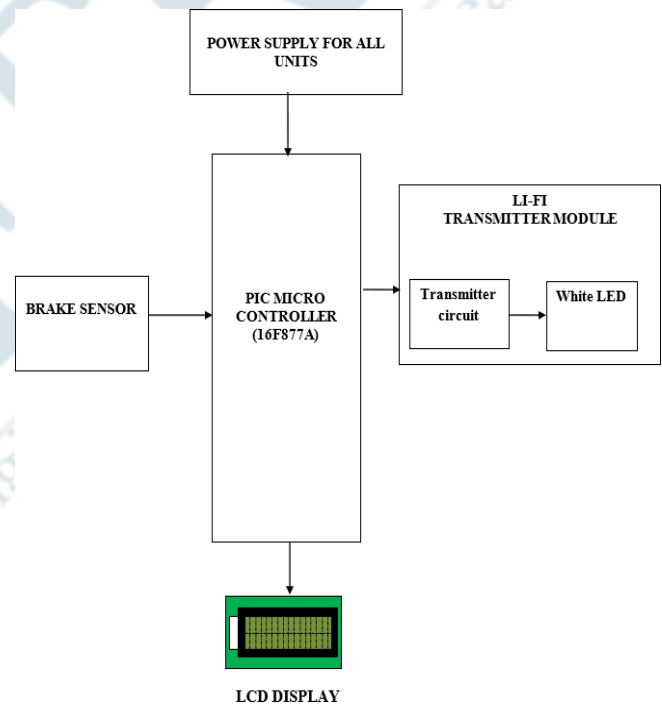 POWER SUPPLY FOR ALL
UNITS
LI-FI
TRANSMITTER MODULE
Transmitter
circuit
White LED
BRAKE SENSOR
PIC MICRO
CONTROLLER
(16F877A)
LCD DISPLAY